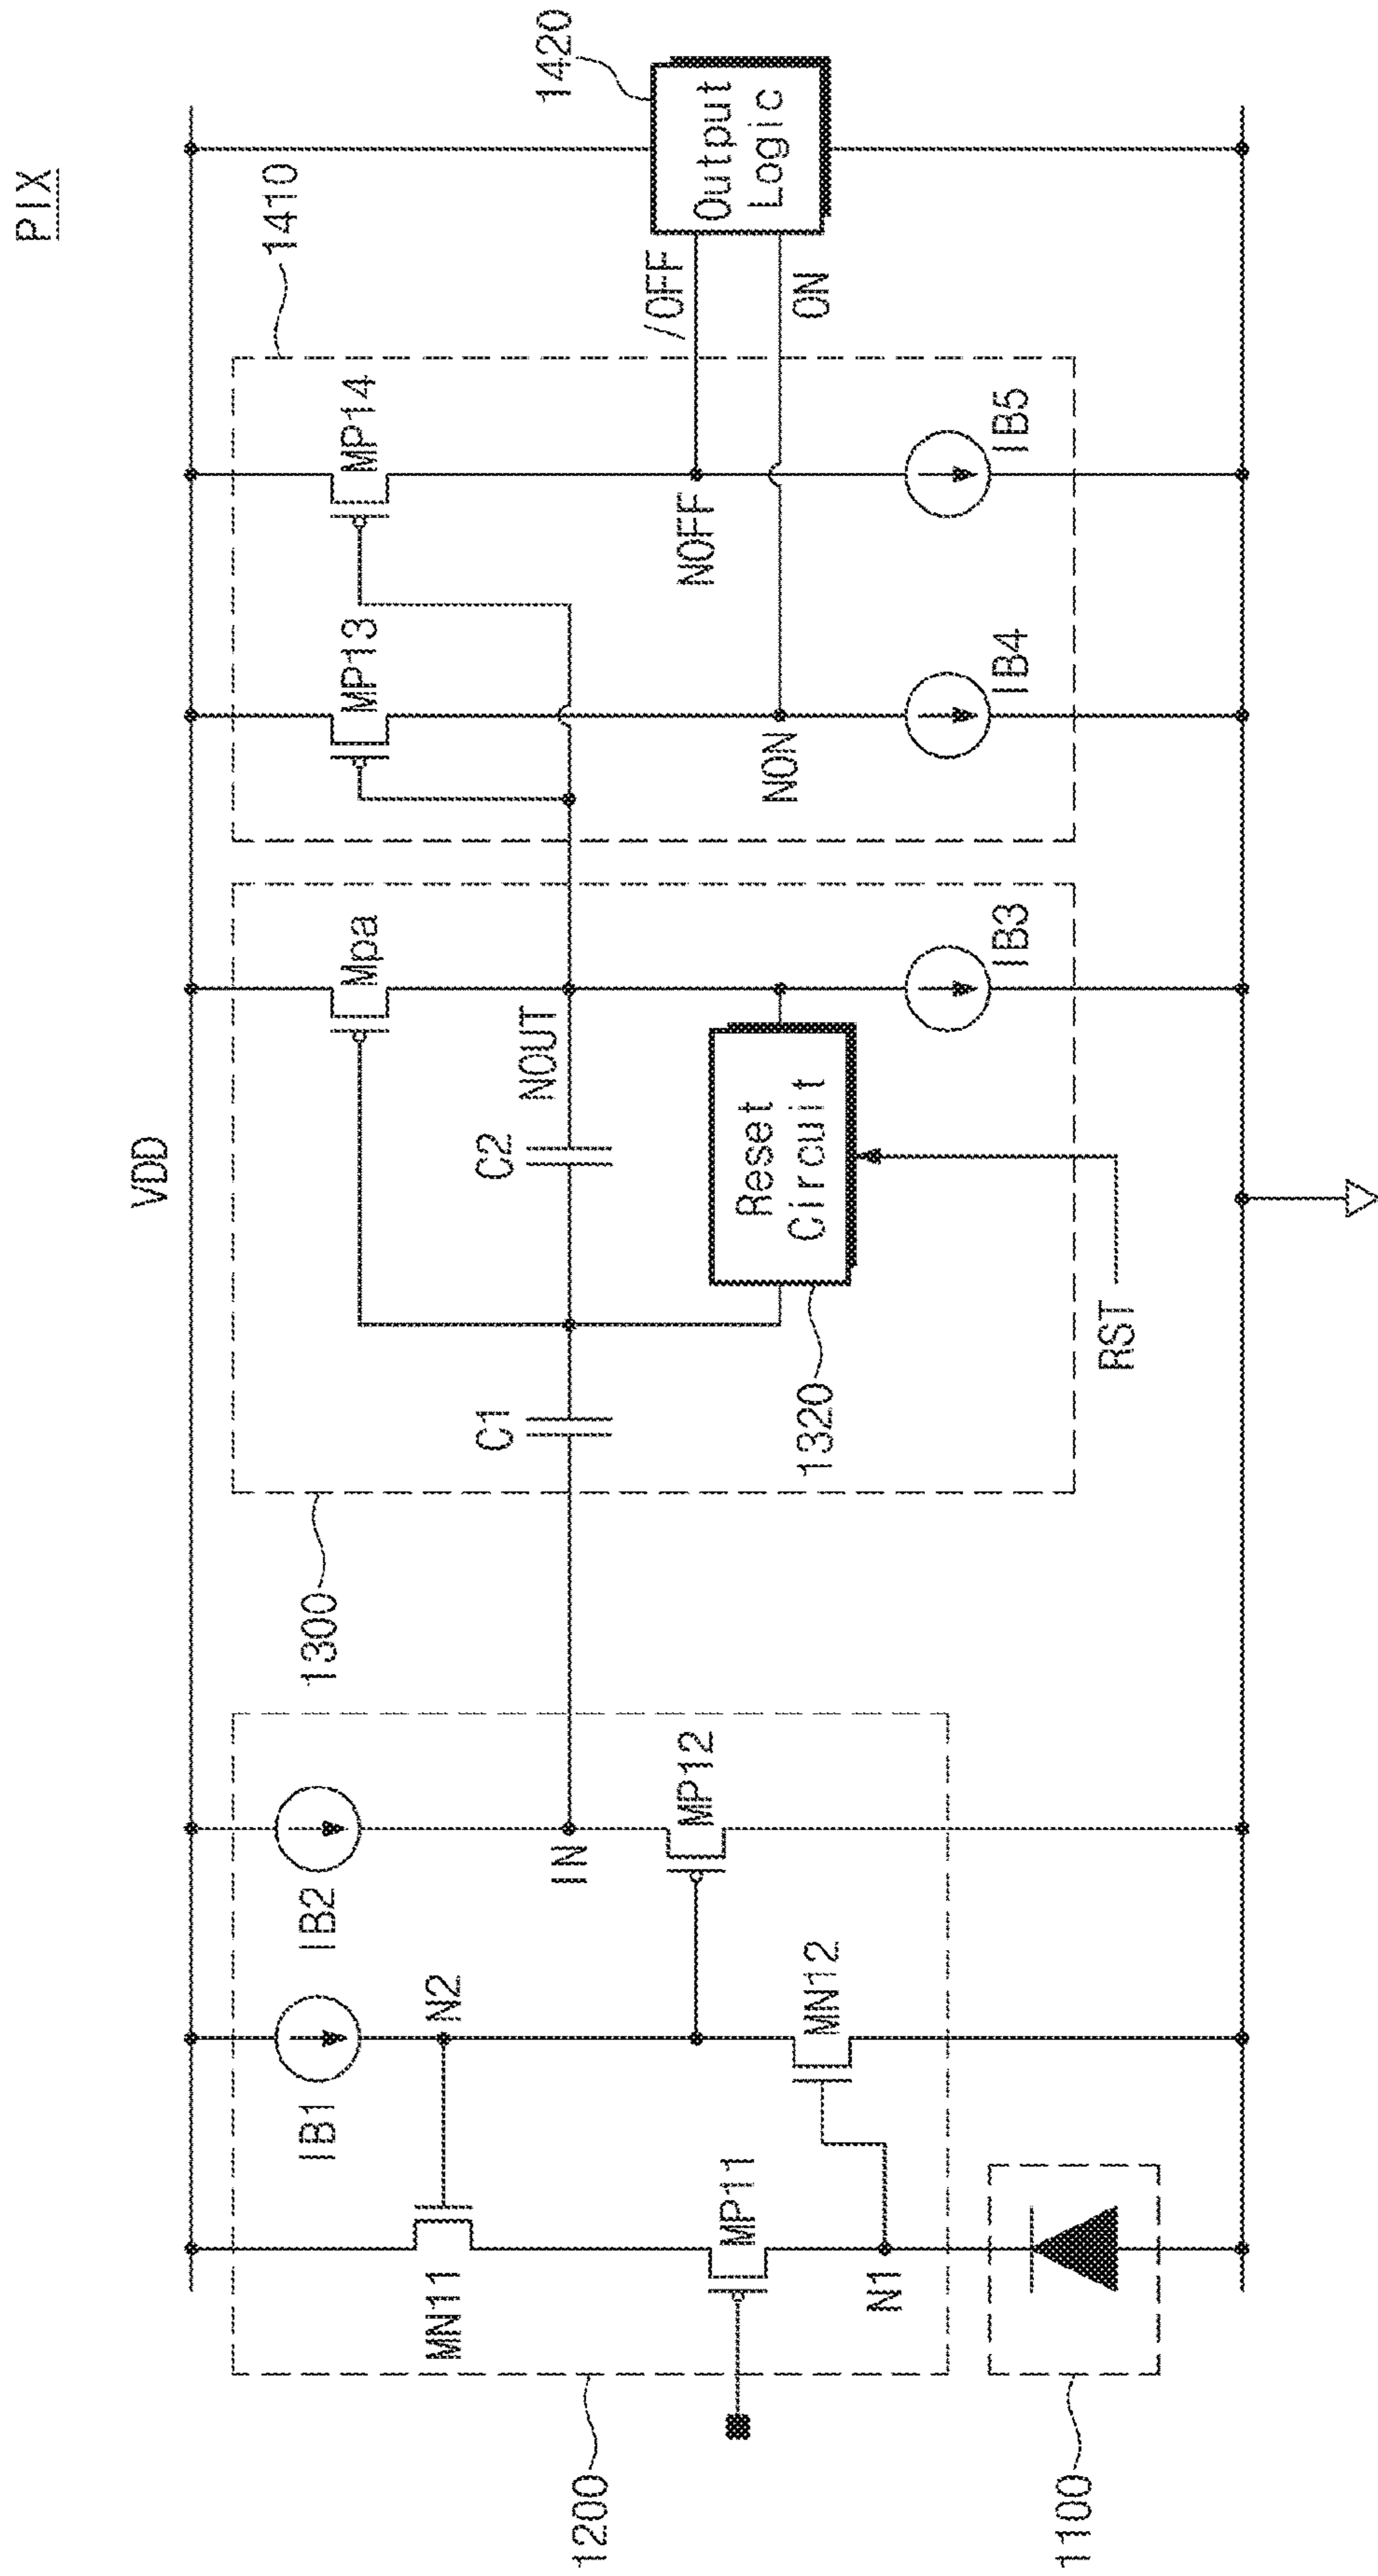 PIX
VDD
1200
1300
1410
1420
IB1
IB2
N2
MN11
MP11
MN12
IN
MP12
N1
1100
C1
C2
NOUT
Mpa
Reset
Circuit
1320
RST
IB3
MP13
MP14
NOFF
NON
/OFF
ON
IB4
IB5
Output
Logic